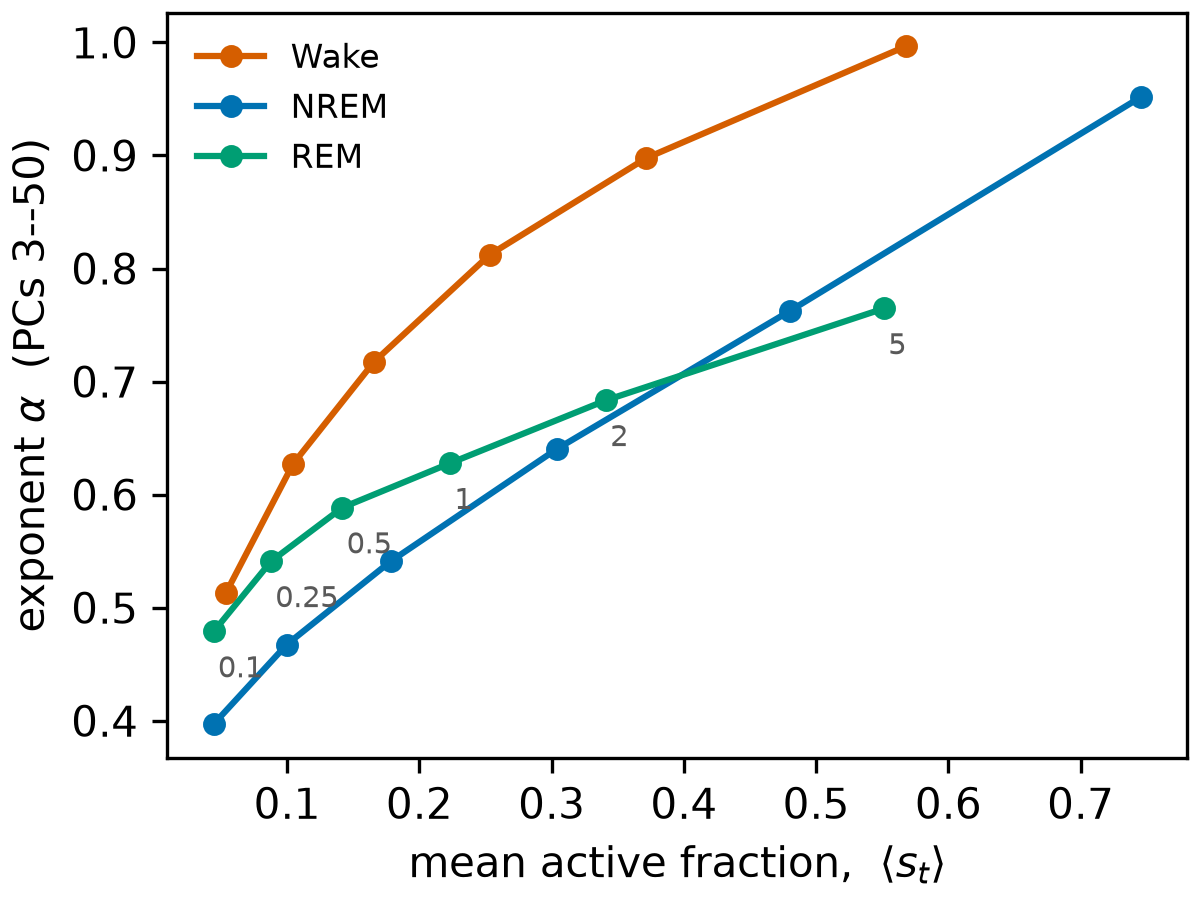 1.0
0.9
0.8
0.7
0.6
0.5
0.4
exponent α (PCs 3--50)
Wake
NREM
REM
5
2
1
0.5
0.25
0.1
0.1 0.2 0.3 0.4 0.5 0.6 0.7
mean active fraction, ⟨sₜ⟩